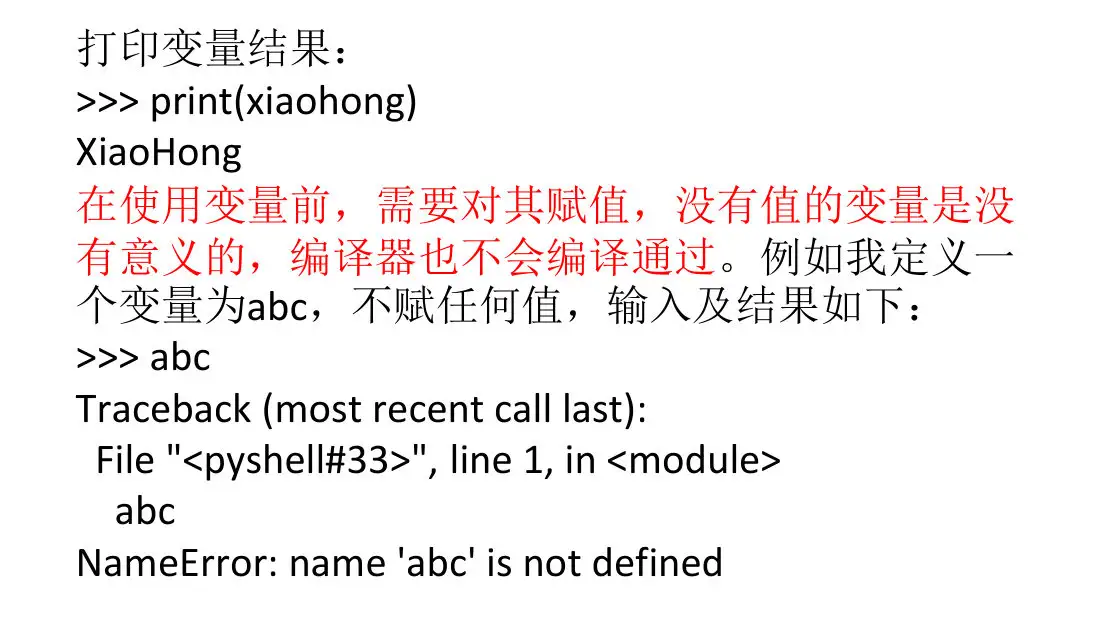 打印变量结果：
>>> print(xiaohong)
XiaoHong
在使用变量前，需要对其赋值，没有值的变量是没
有意义的，编译器也不会编译通过。例如我定义一
个变量为abc，不赋任何值，输入及结果如下：
>>> abc
Traceback (most recent call last):
  File "<pyshell#33>", line 1, in <module>
    abc
NameError: name 'abc' is not defined